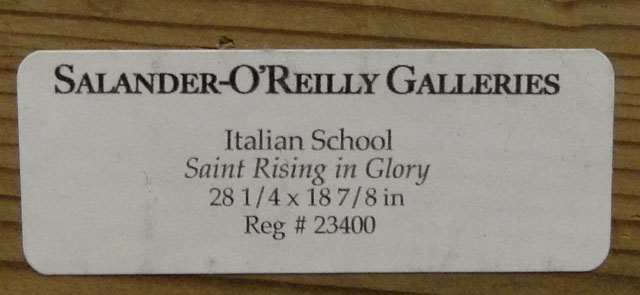 SALANDER-O'REILLY GALLERIES
Italian School
Saint Rising in Glory
28 1/4 x 18 7/8 in
Reg # 23400